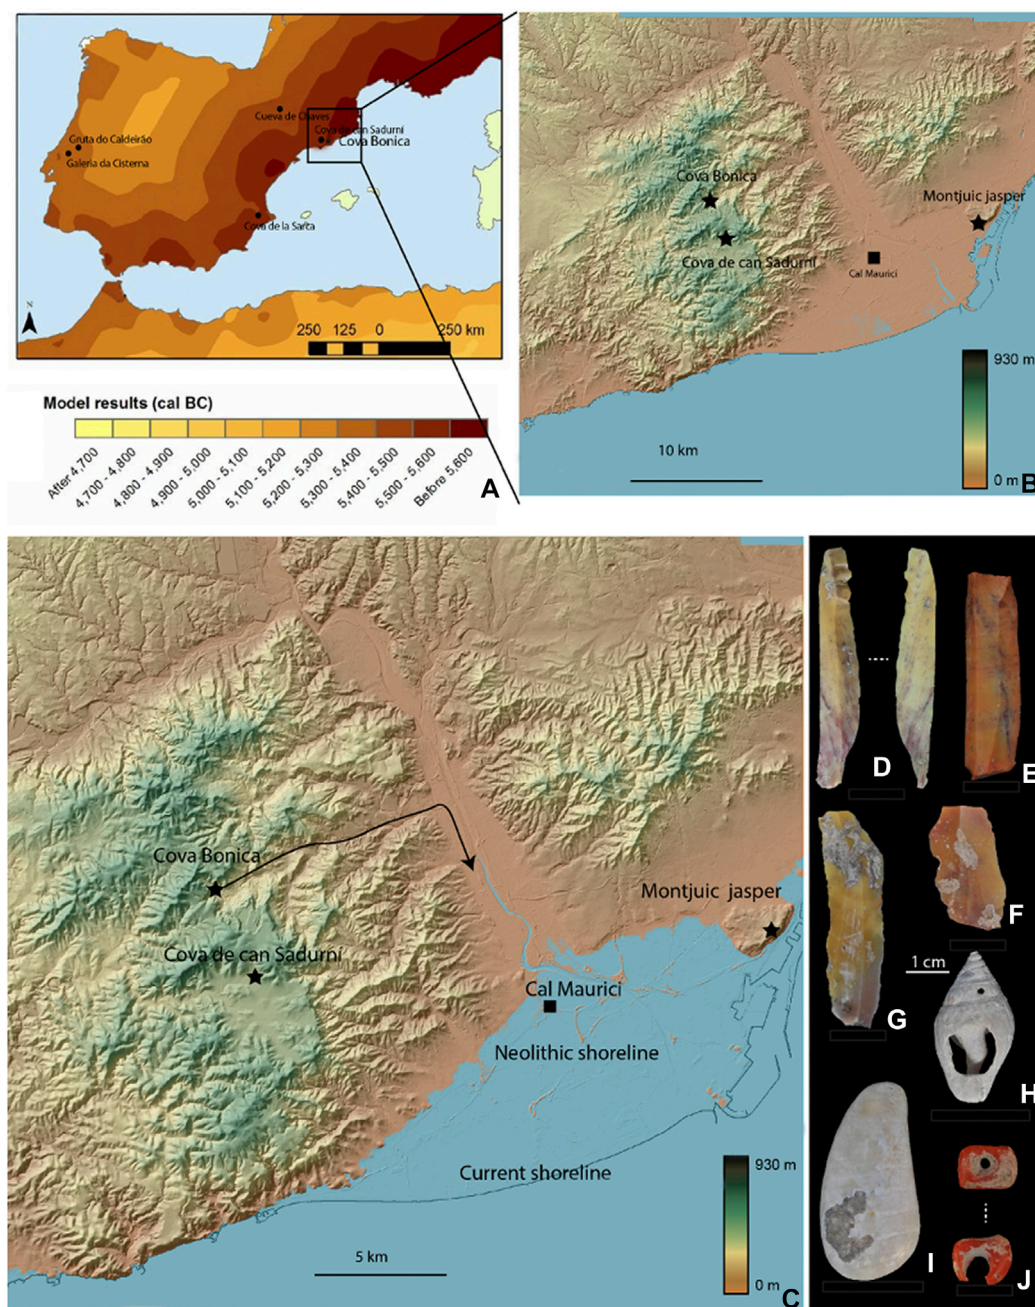 Cueva de Chaves
Cova de can Sadurní
Cova Bonica
Gruta do Caldeirão
Galeria da Cisterna
Cova de la Sarca
N
250 125 0 250 km
Model results (cal BC)
After 4,700
4,700 - 4,800
4,800 - 4,900
4,900 - 5,000
5,000 - 5,100
5,100 - 5,200
5,200 - 5,300
5,300 - 5,400
5,400 - 5,500
5,500 - 5,600
Before 5,600
A
Cova Bonica
Montjuic jasper
Cova de can Sadurní
Cal Maurici
930 m
10 km
0 m
B
Cova Bonica
Montjuic jasper
Cova de can Sadurní
Cal Maurici
Neolithic shoreline
Current shoreline
930 m
5 km
0 m
C
D
E
F
G
1 cm
H
I
J